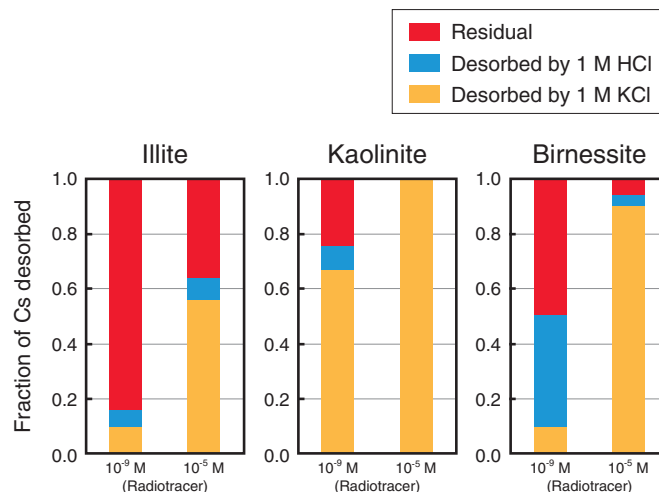 Residual
Desorbed by 1 M HCl
Desorbed by 1 M KCl
Illite
Kaolinite
Birnessite
Fraction of Cs desorbed
1.0
0.8
0.6
0.4
0.2
0.0
10⁻⁹ M
10⁻⁵ M
(Radiotracer)
1.0
0.8
0.6
0.4
0.2
0.0
10⁻⁹ M
10⁻⁵ M
(Radiotracer)
1.0
0.8
0.6
0.4
0.2
0.0
10⁻⁹ M
10⁻⁵ M
(Radiotracer)